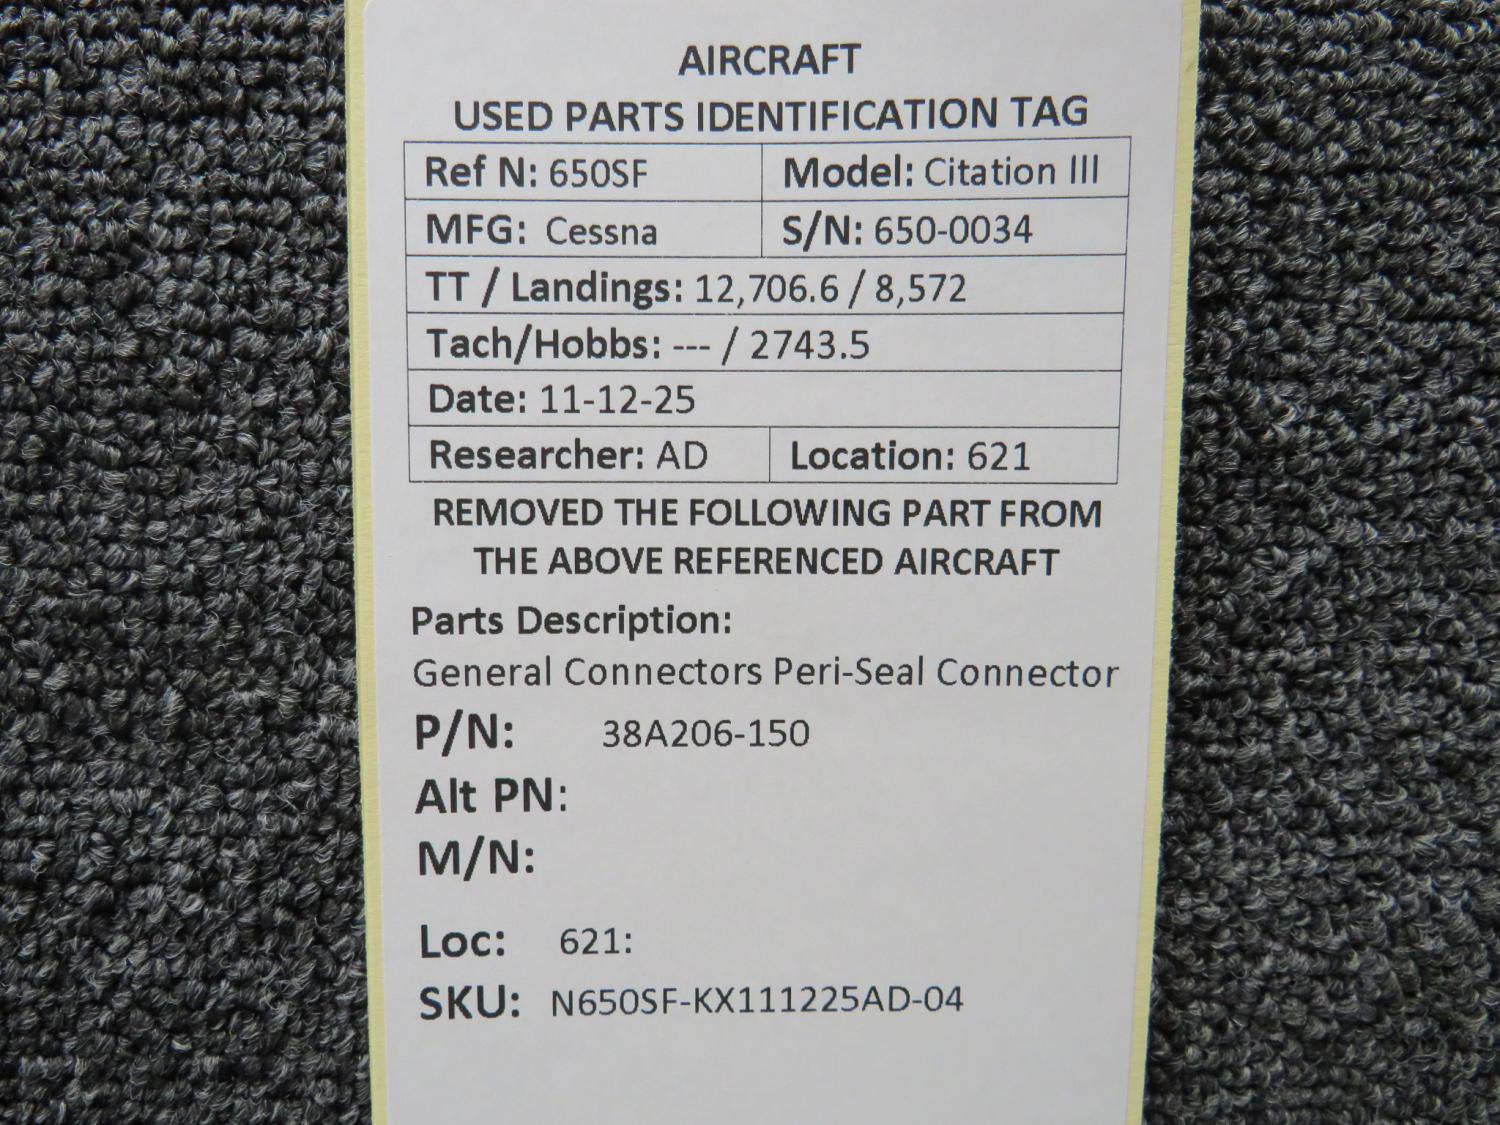 AIRCRAFT
USED PARTS IDENTIFICATION TAG
Ref N: 650SF Model: Citation III
MFG: Cessna S/N: 650-0034
TT / Landings: 12,706.6 / 8,572
Tach/Hobbs: --- / 2743.5
Date: 11-12-25
Researcher: AD Location: 621
REMOVED THE FOLLOWING PART FROM
THE ABOVE REFERENCED AIRCRAFT
Parts Description:
General Connectors Peri-Seal Connector
P/N: 38A206-150
Alt PN:
M/N:
Loc: 621:
SKU: N650SF-KX111225AD-04